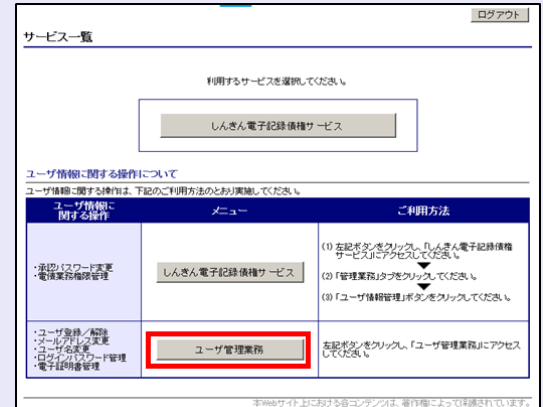 ログアウト
サービス一覧
利用するサービスを選択してください。
しんきん電子記録債権サービス
ユーザ情報に関する操作について
ユーザ情報に関する操作は、下記のご利用方法のとおり実施してください。
ユーザ情報に
関する操作
メニュー
ご利用方法
・承認パスワード変更
・電債業務権限管理
しんきん電子記録債権サービス
(1) 左記ボタンをクリックし、「しんきん電子記録債権
サービス」にアクセスしてください。
(2) 「管理業務」タブをクリックしてください。
(3) 「ユーザ情報管理」ボタンをクリックしてください。
・ユーザ登録／解除
・メールアドレス変更
・ユーザ名変更
・ログインパスワード管理
・電子証明書管理
ユーザ管理業務
左記ボタンをクリックし、「ユーザ管理業務」にアクセス
してください。
本Webサイト上における各コンテンツは、著作権によって保護されています。